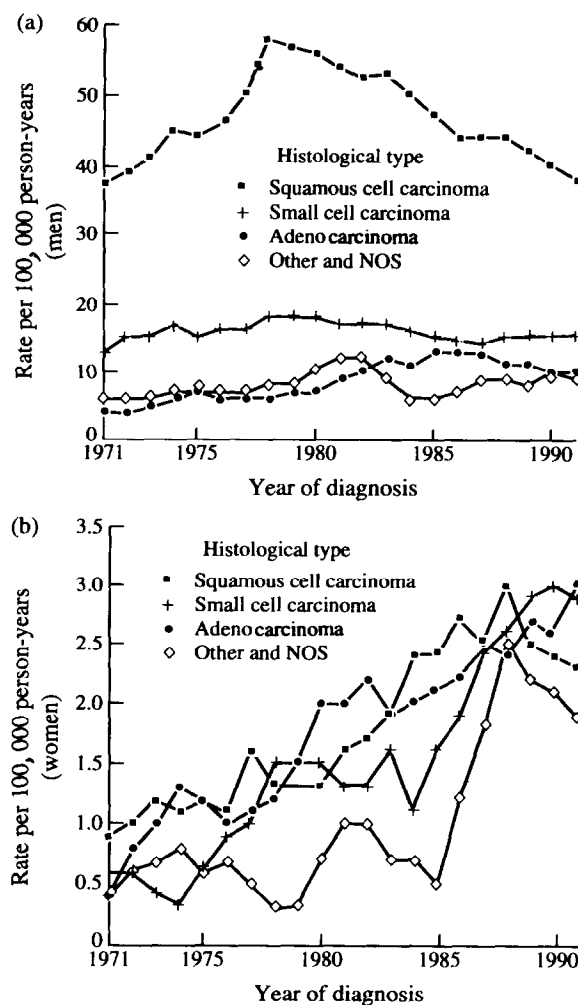 (a)
60
50
40
30
20
10
0
Rate per 100, 000 person-years
(men)
Histological type
Squamous cell carcinoma
Small cell carcinoma
Adenocarcinoma
Other and NOS
1971 1975 1980 1985 1990
Year of diagnosis
(b)
3.5
3.0
2.5
2.0
1.5
1.0
0.5
0
Rate per 100, 000 person-years
(women)
Histological type
Squamous cell carcinoma
Small cell carcinoma
Adenocarcinoma
Other and NOS
1971 1975 1980 1985 1990
Year of diagnosis